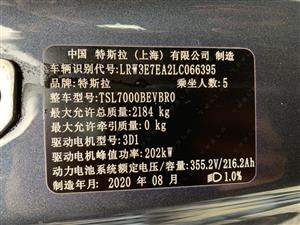 中国 特斯拉(上海)有限公司 制造
车辆识别代号:LRW3E7EA2LC066395
品牌:特斯拉 乘坐人数:5
整车型号:TSL7000BEVBR0
最大允许总质量:2184 kg
最大允许牵引质量:0 kg
驱动电机型号:3D1
驱动电机峰值功率:202kW
动力电池系统额定电压/容量:355.2V/216.2Ah
制造年月:2020 年 08 月 1.0%